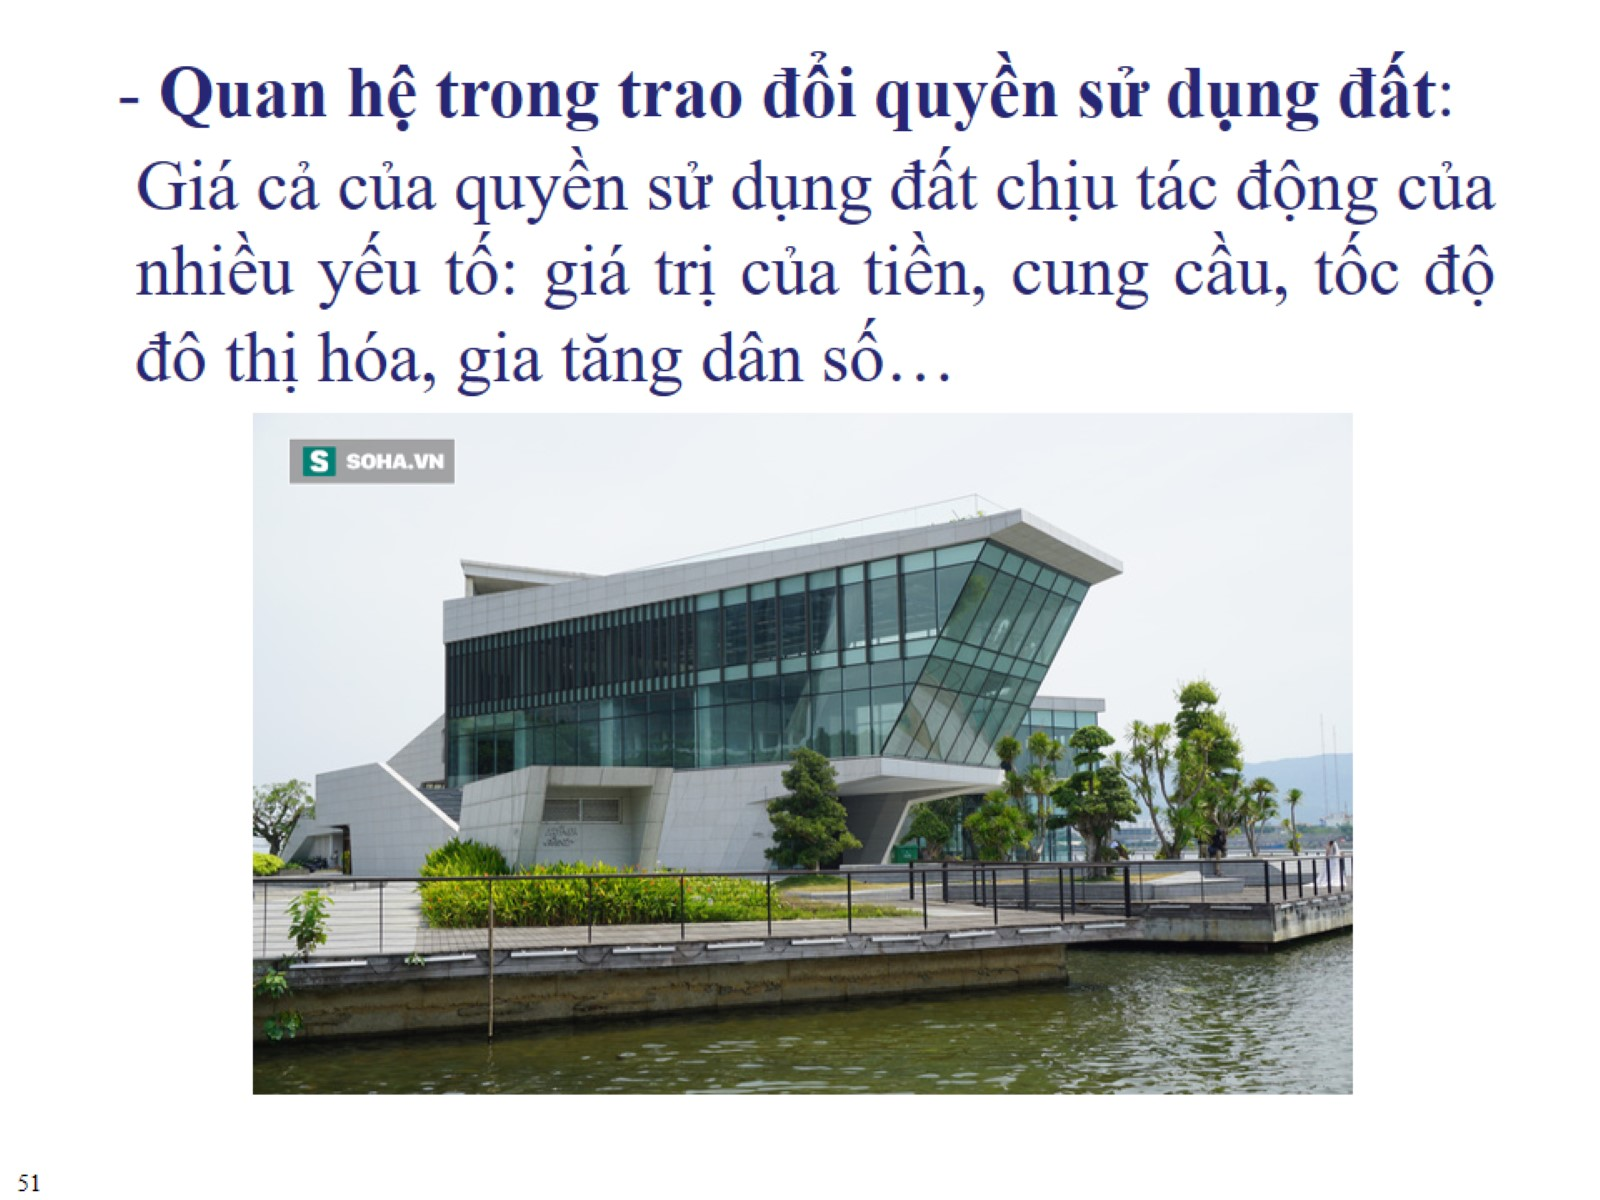 - Quan hệ trong trao đổi quyền sử dụng đất:
Giá cả của quyền sử dụng đất chịu tác động của
nhiều yếu tố: giá trị của tiền, cung cầu, tốc độ
đô thị hóa, gia tăng dân số…
S SOHA.VN
51